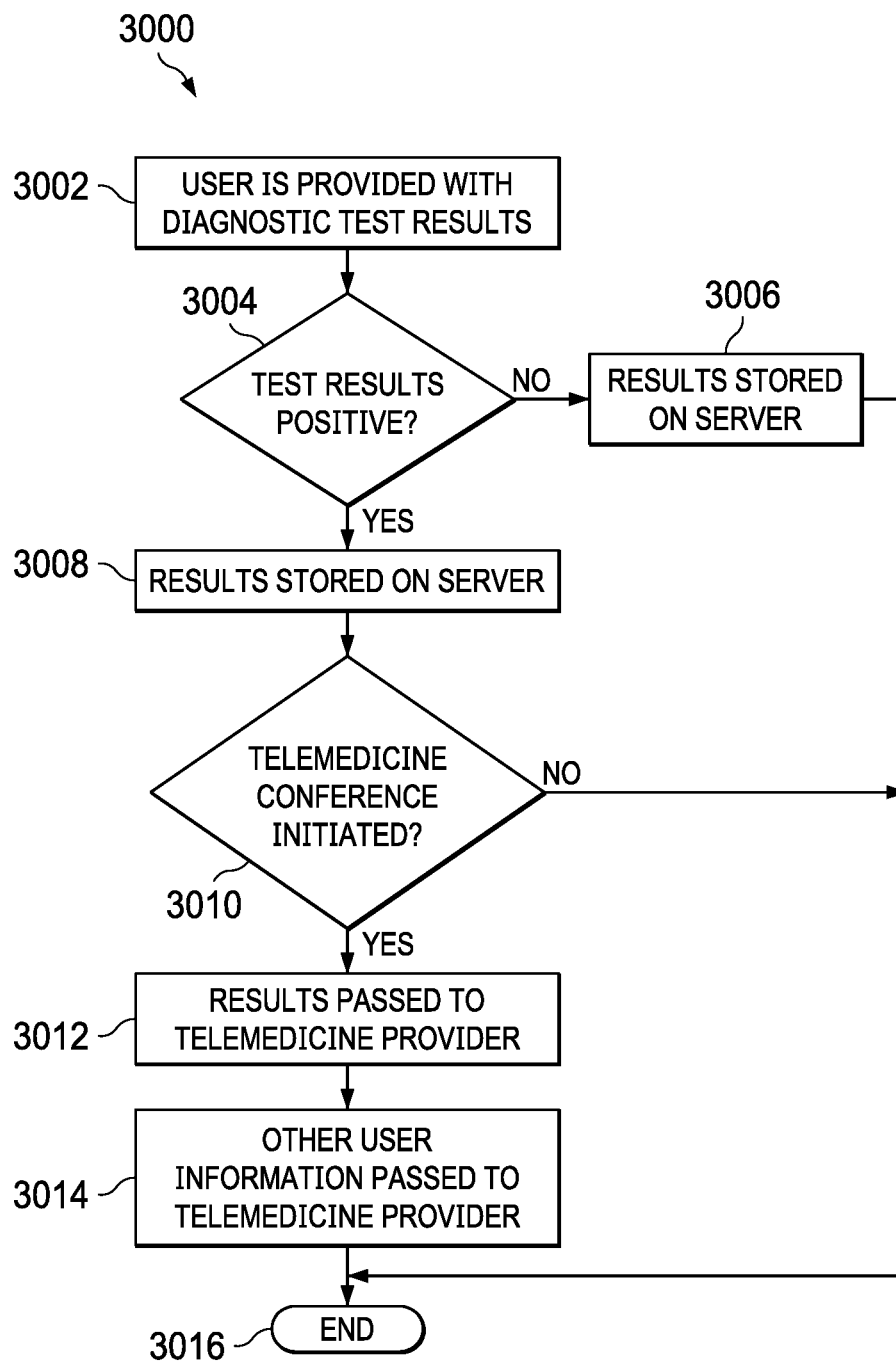 3000
3002
USER IS PROVIDED WITH
DIAGNOSTIC TEST RESULTS
3004
TEST RESULTS
POSITIVE?
NO
3006
RESULTS STORED
ON SERVER
YES
3008
RESULTS STORED ON SERVER
TELEMEDICINE
CONFERENCE
INITIATED?
NO
3010
YES
3012
RESULTS PASSED TO
TELEMEDICINE PROVIDER
3014
OTHER USER
INFORMATION PASSED TO
TELEMEDICINE PROVIDER
3016
END